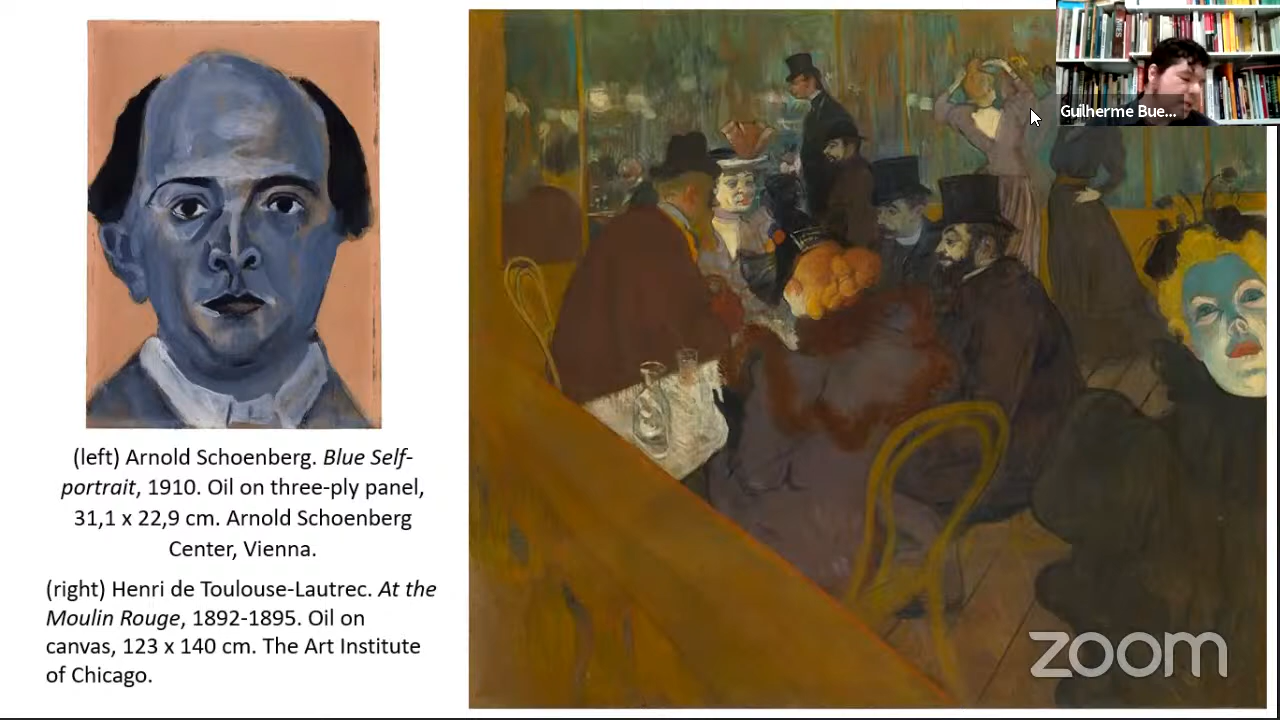 (left) Arnold Schoenberg. Blue Self-
portrait, 1910. Oil on three-ply panel,
31,1 x 22,9 cm. Arnold Schoenberg
Center, Vienna.
(right) Henri de Toulouse-Lautrec. At the
Moulin Rouge, 1892-1895. Oil on
canvas, 123 x 140 cm. The Art Institute
of Chicago.
Guilherme Bue...
zoom